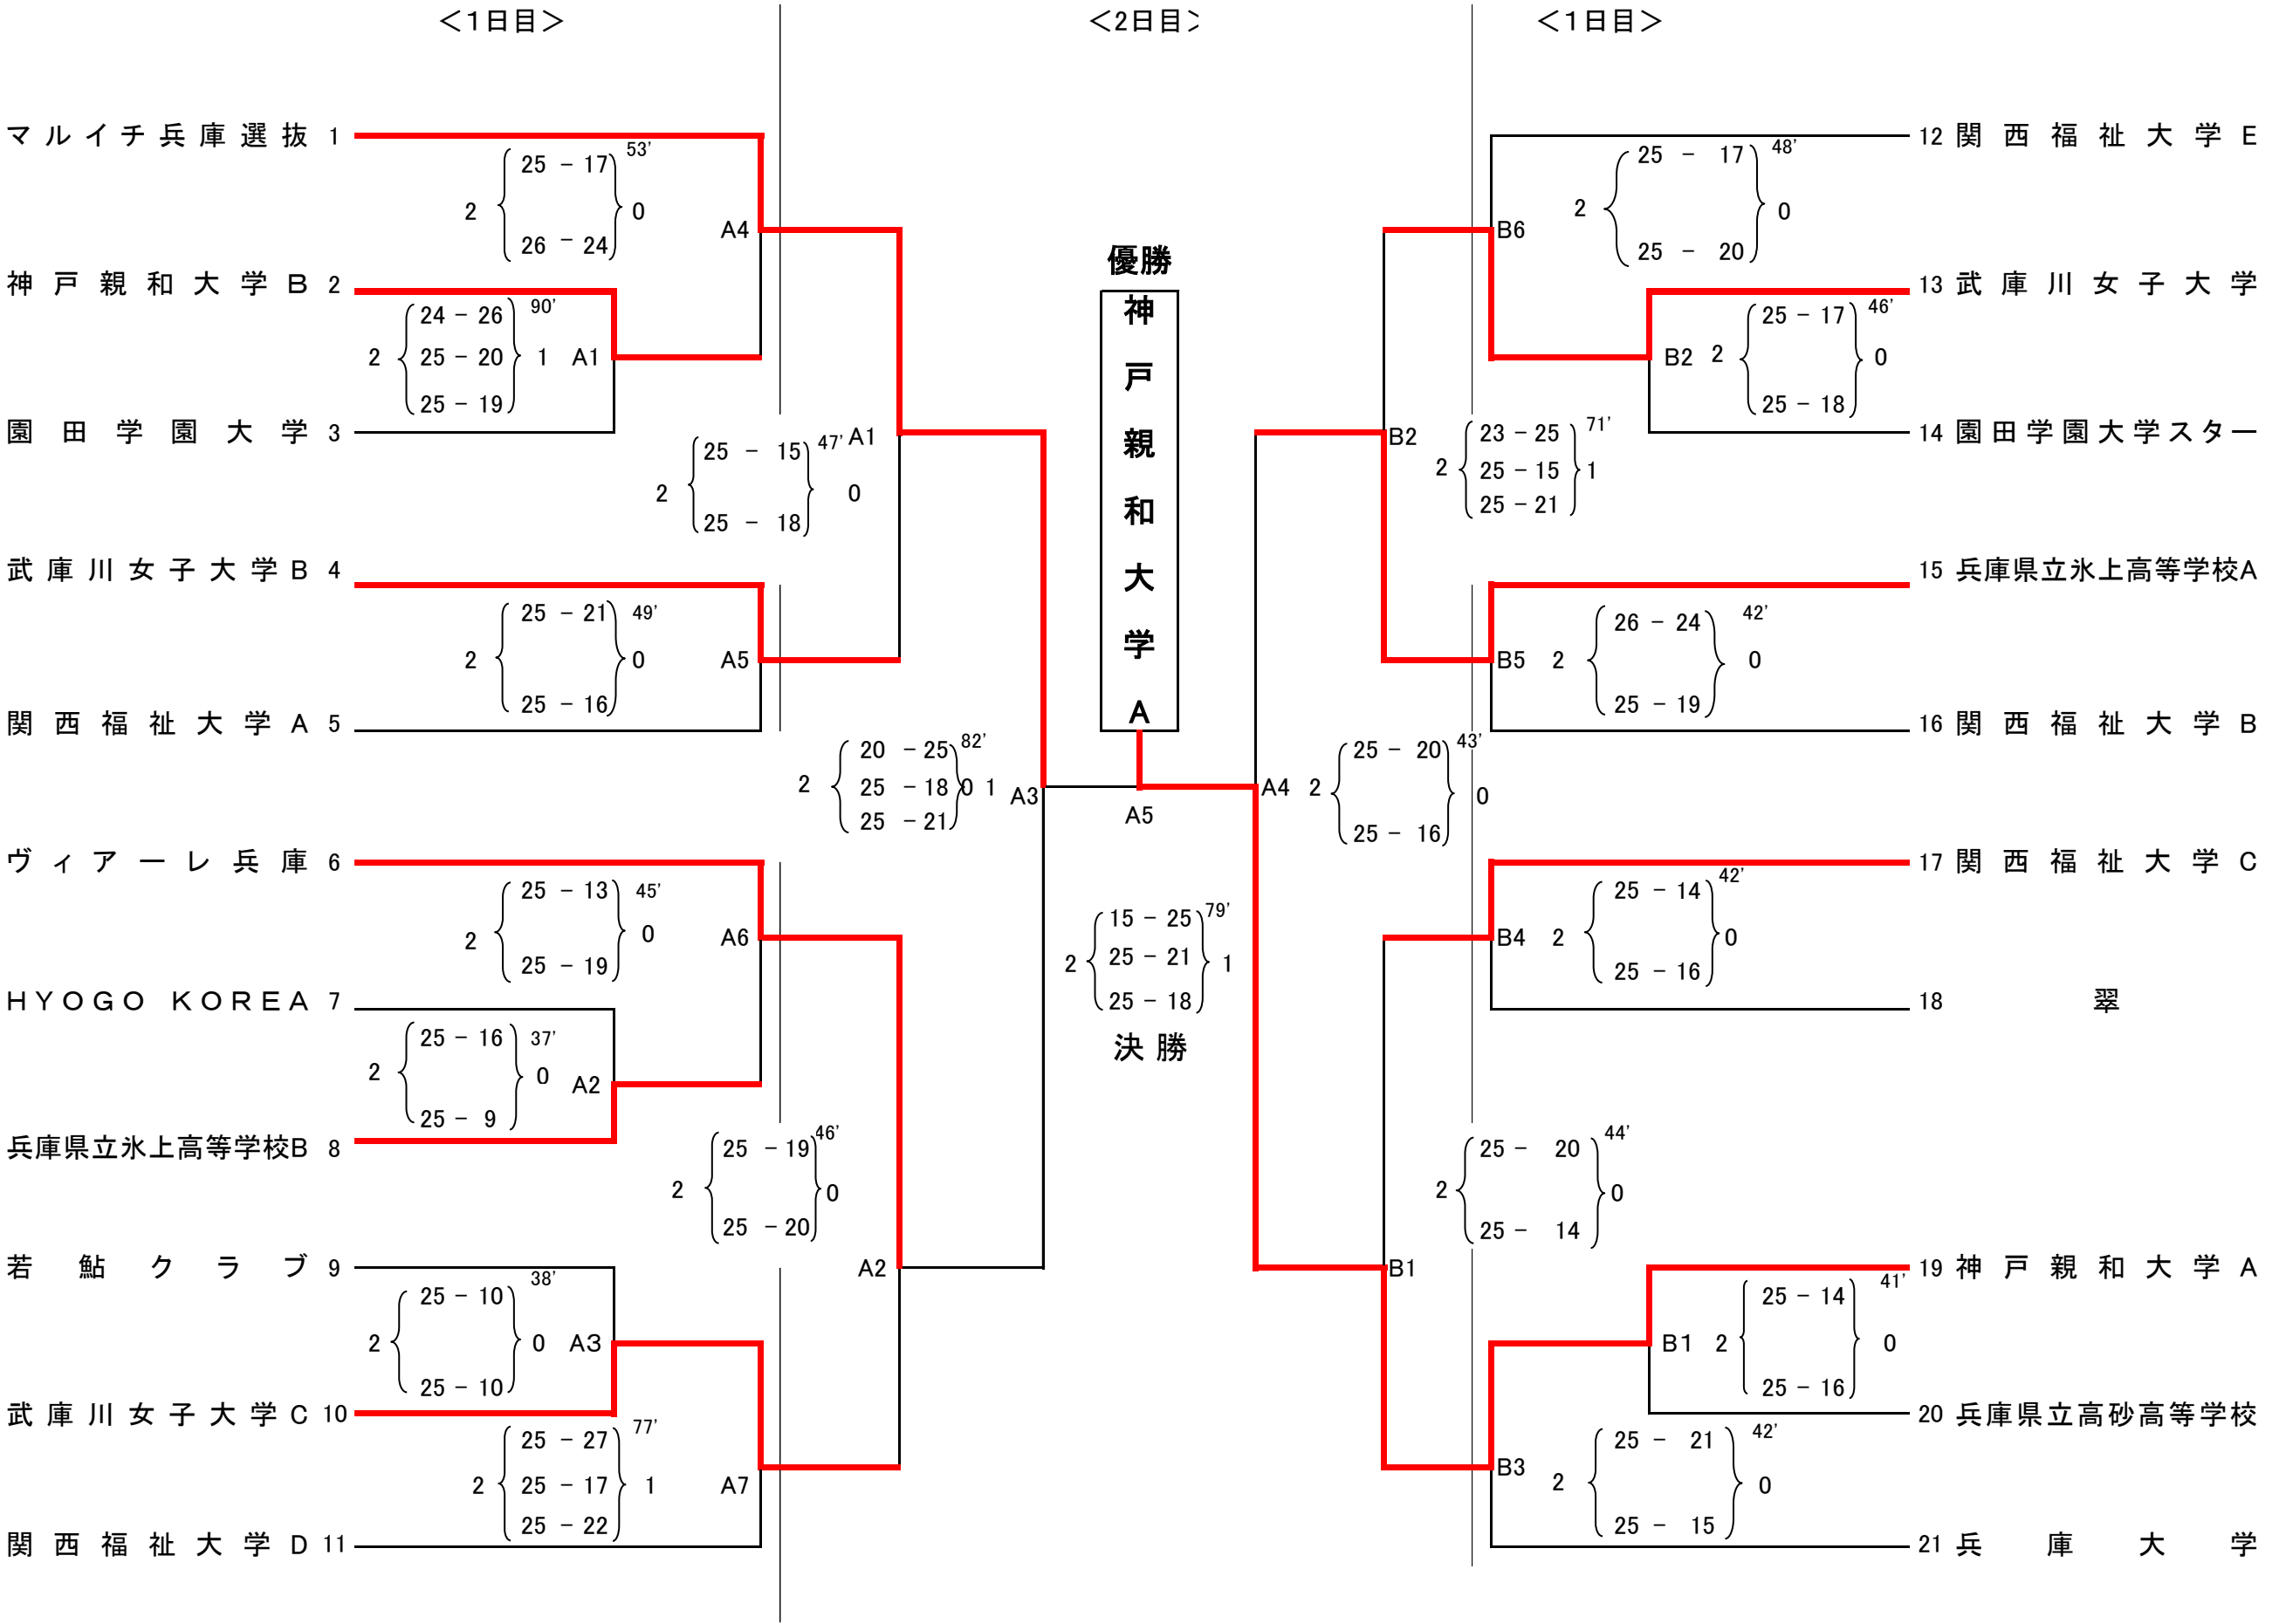 ＜1日目＞ ＜2日目＞ ＜1日目＞
マルイチ兵庫選抜 1
25 － 17 53'
2 0
26 － 24
A4
神戸親和大学B 2
24 － 26 90'
2 25 － 20 1 A1
25 － 19
園田学園大学 3
25 － 15 47' A1
2 0
25 － 18
武庫川女子大学B 4
25 － 21 49'
2 0 A5
25 － 16
関西福祉大学A 5
20 － 25 82'
2 25 － 18 0 1 A3
25 － 21
ヴィアーレ兵庫 6
25 － 13 45'
2 0 A6
25 － 19
HYOGO KOREA 7
25 － 16 37'
2 0 A2
25 － 9
兵庫県立氷上高等学校B 8
25 － 19 46'
2 0
25 － 20
A2
若鮎クラブ 9
25 － 10 38'
2 0 A3
25 － 10
武庫川女子大学C 10
25 － 27 77'
2 25 － 17 1 A7
25 － 22
関西福祉大学D 11
優勝
神戸親和大学A
A5
15 － 25 79'
2 25 － 21 1
25 － 18
決勝
12 関西福祉大学E
25 － 17 48'
2 0
25 － 20
B6
13 武庫川女子大学
25 － 17 46'
B2 2 0
25 － 18
14 園田学園大学スター
B2 23 － 25 71'
2 25 － 15 1
25 － 21
15 兵庫県立氷上高等学校A
26 － 24 42'
B5 2 0
25 － 19
16 関西福祉大学B
25 － 20 43'
A4 2 0
25 － 16
17 関西福祉大学C
25 － 14 42'
B4 2 0
25 － 16
18 翠
25 － 20 44'
2 0
25 － 14
B1
19 神戸親和大学A
25 － 14 41'
B1 2 0
25 － 16
20 兵庫県立高砂高等学校
25 － 21 42'
B3 2 0
25 － 15
21 兵庫大学